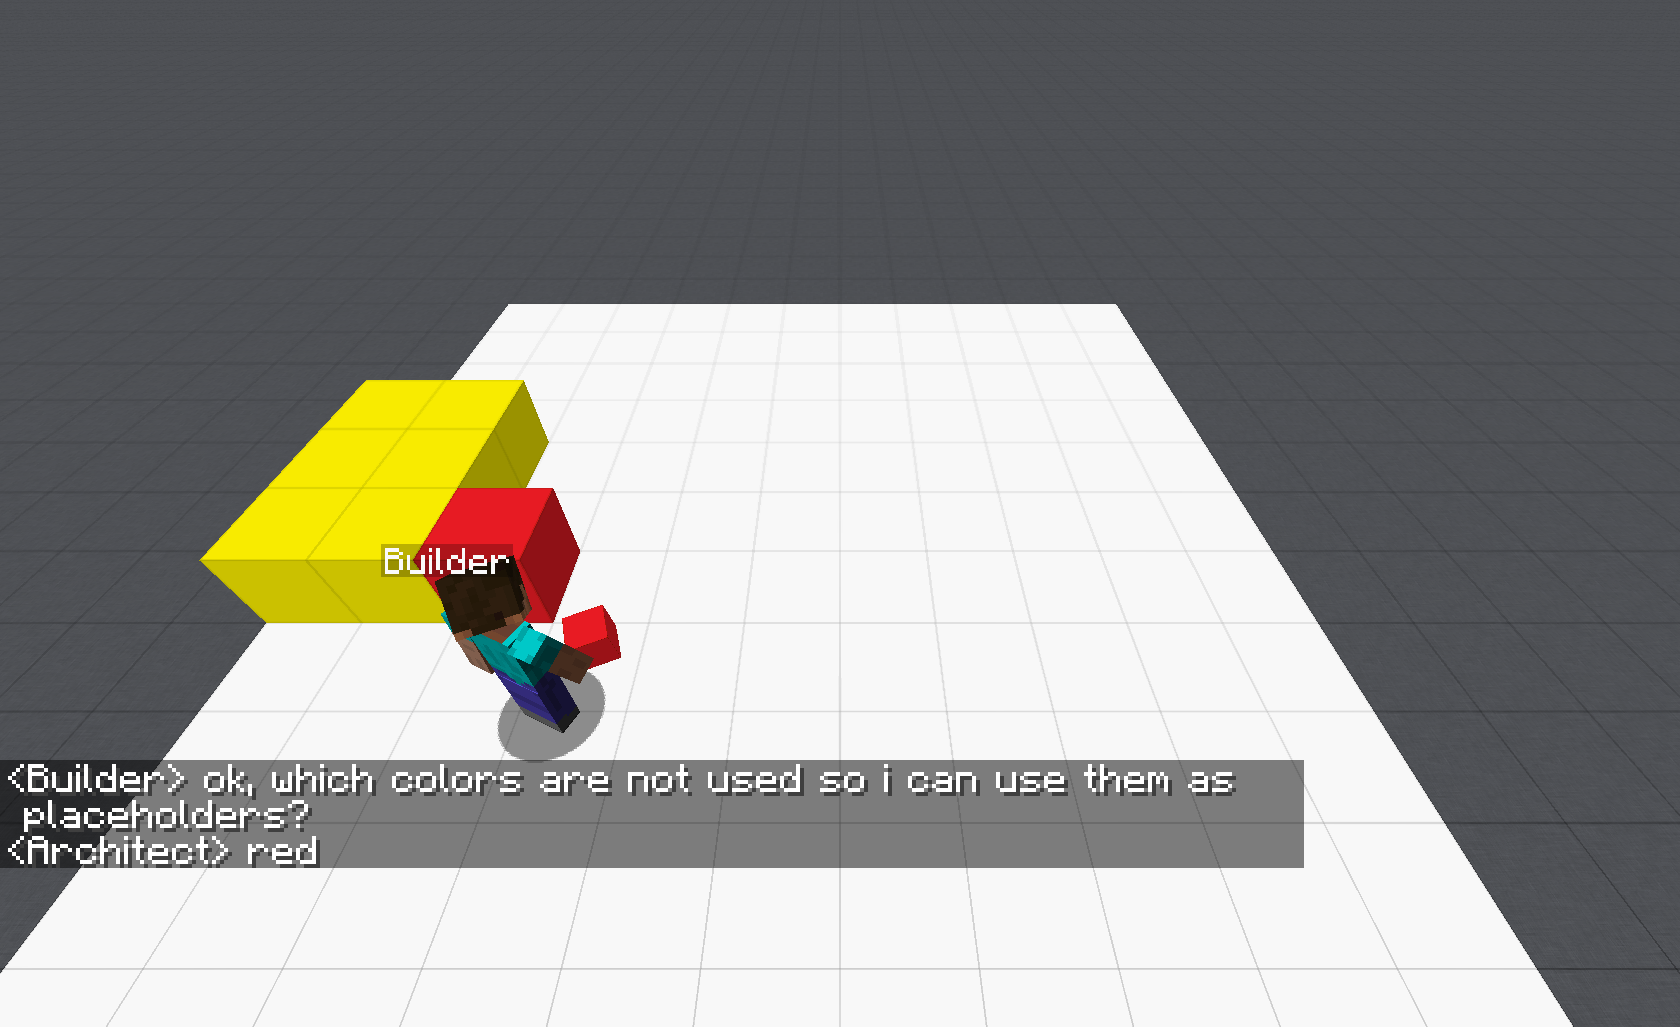 Builder
<Builder> ok, which colors are not used so i can use them as
placeholders?
<Architect> red